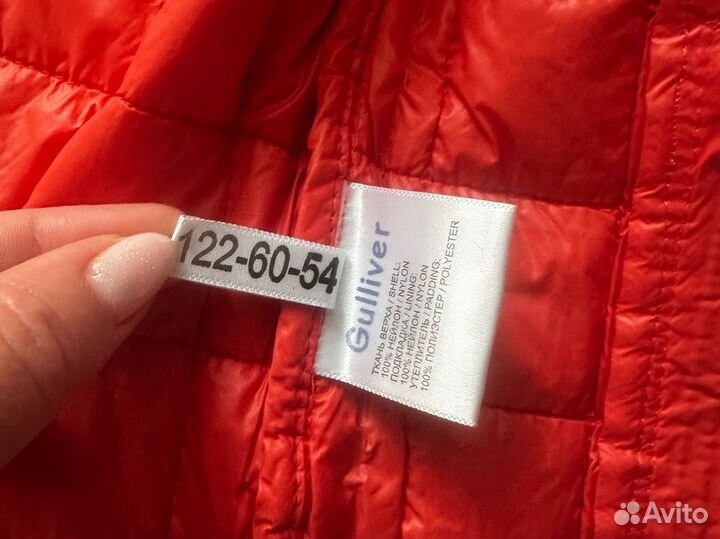 122-60-54
Gulliver
ТКАНЬ ВЕРХА / SHELL:
100% НЕЙЛОН / NYLON
ПОДКЛАДКА / LINING:
100% НЕЙЛОН / NYLON
УТЕПЛИТЕЛЬ / PADDING:
100% ПОЛИЭСТЕР / POLYESTER
Avito